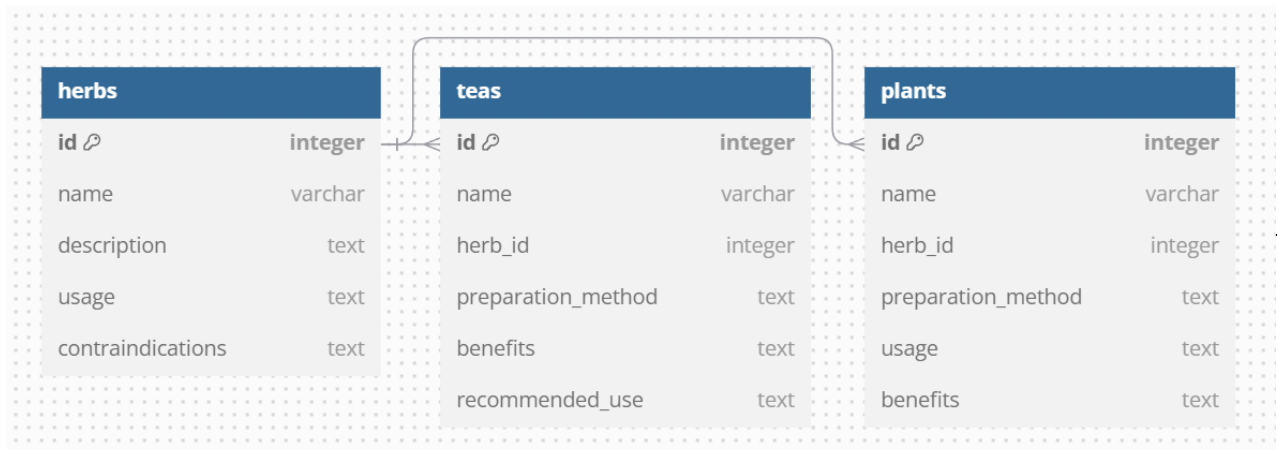 herbs
id integer
name varchar
description text
usage text
contraindications text
teas
id integer
name varchar
herb_id integer
preparation_method text
benefits text
recommended_use text
plants
id integer
name varchar
herb_id integer
preparation_method text
usage text
benefits text